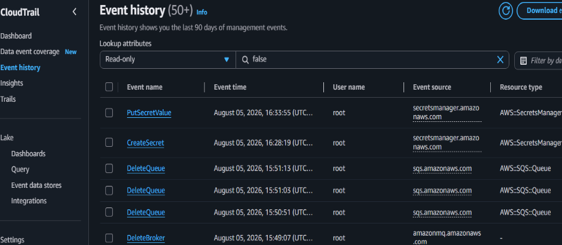 CloudTrail
Dashboard
Data event coverage New
Event history
Insights
Trails
Lake
Dashboards
Query
Event data stores
Integrations
Settings
Event history (50+) Info
Event history shows you the last 90 days of management events.
Download
Lookup attributes
Read-only
false
Filter by
Event name Event time User name Event source Resource type
PutSecretValue August 05, 2026, 16:33:55 (UTC... root secretsmanager.amazo
naws.com AWS::SecretsManager
CreateSecret August 05, 2026, 16:28:19 (UTC... root secretsmanager.amazo
naws.com AWS::SecretsManager
DeleteQueue August 05, 2026, 15:51:13 (UTC... root sqs.amazonaws.com AWS::SQS::Queue
DeleteQueue August 05, 2026, 15:51:03 (UTC... root sqs.amazonaws.com AWS::SQS::Queue
DeleteQueue August 05, 2026, 15:50:51 (UTC... root sqs.amazonaws.com AWS::SQS::Queue
DeleteBroker August 05, 2026, 15:49:07 (UTC... root amazonmq.amazonaws
.com -